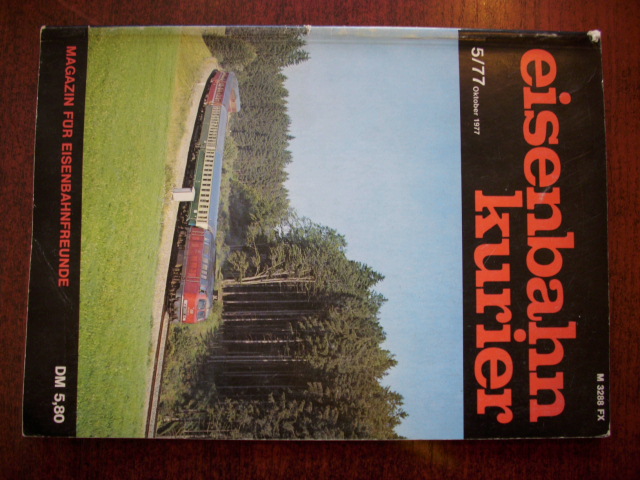 M 3288 FX
eisenbahn
kurier
5/77 Oktober 1977
MAGAZIN FÜR EISENBAHNFREUNDE
DM 5,80